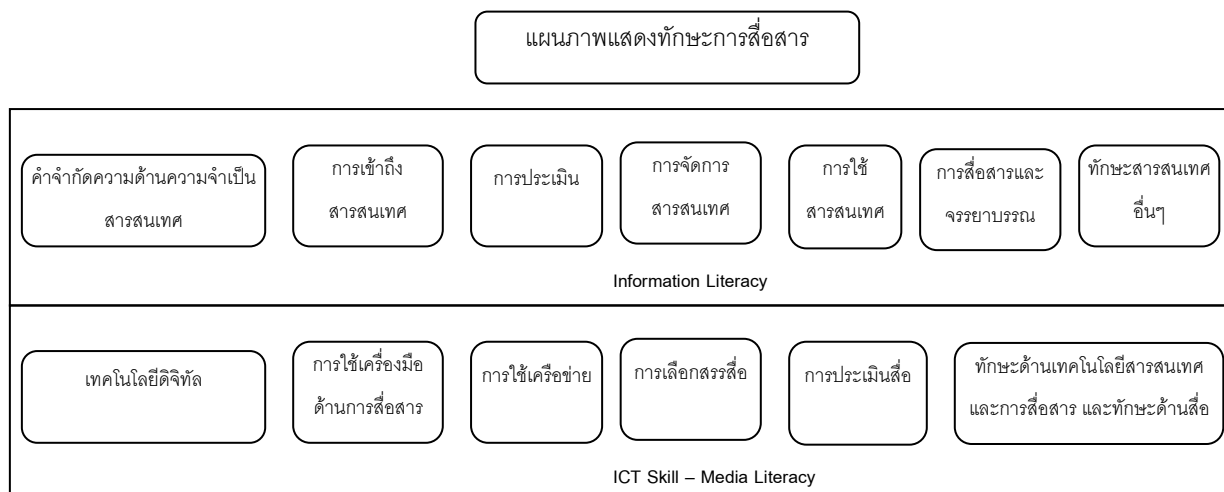 แผนภาพแสดงทักษะการสื่อสาร
คำจำกัดความด้านความจำเป็น
สารสนเทศ
การเข้าถึง
สารสนเทศ
การประเมิน
การจัดการ
สารสนเทศ
การใช้
สารสนเทศ
การสื่อสารและ
จรรยาบรรณ
ทักษะสารสนเทศ
อื่นๆ
Information Literacy
เทคโนโลยีดิจิทัล
การใช้เครื่องมือ
ด้านการสื่อสาร
การใช้เครือข่าย
การเลือกสรรสื่อ
การประเมินสื่อ
ทักษะด้านเทคโนโลยีสารสนเทศ
และการสื่อสาร และทักษะด้านสื่อ
ICT Skill – Media Literacy